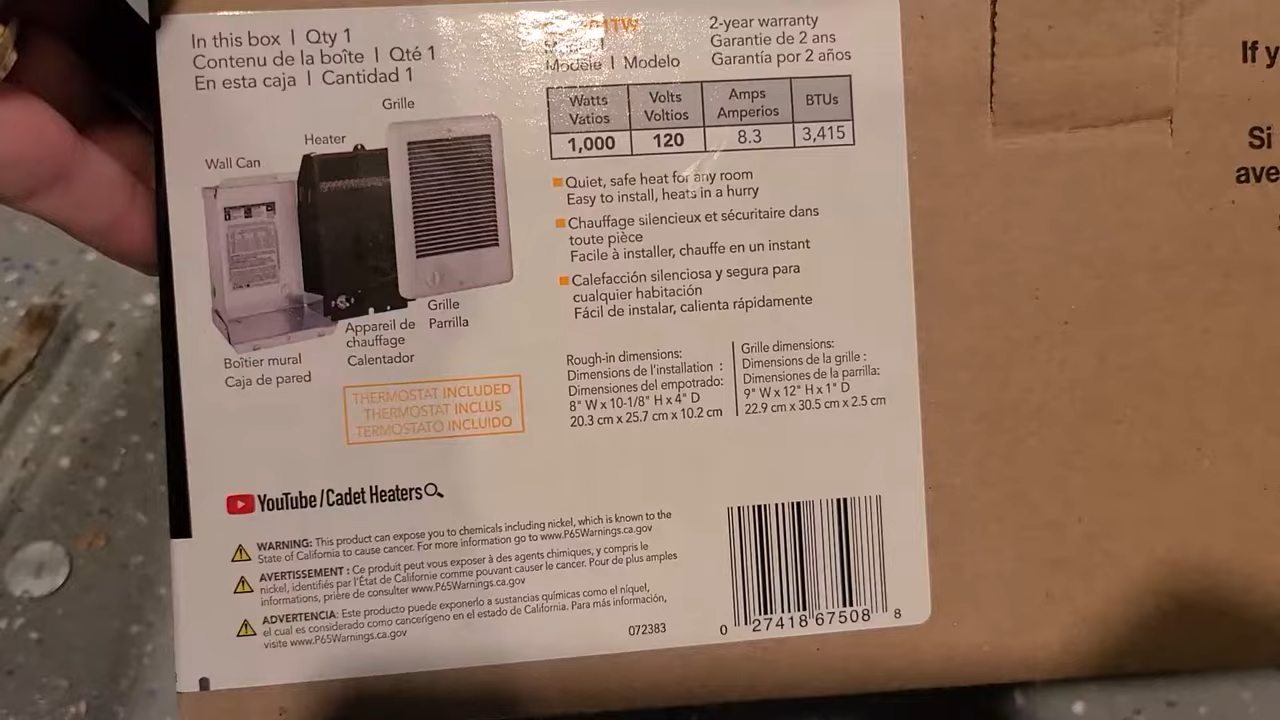 In this box | Qty 1
Contenu de la boîte | Qté 1
En esta caja | Cantidad 1
Grille
Heater
Wall Can
Grille
Parrilla
Appareil de
chauffage
Calentador
Boîtier mural
Caja de pared
THERMOSTAT INCLUDED
THERMOSTAT INCLUS
TERMOSTATO INCLUIDO
Modèle | Modelo
2-year warranty
Garantie de 2 ans
Garantía por 2 años
Watts
Vatios
Volts
Voltios
Amps
Amperios
BTUs
1,000
120
8.3
3,415
Quiet, safe heat for any room
Easy to install, heats in a hurry
Chauffage silencieux et sécuritaire dans
toute pièce
Facile à installer, chauffe en un instant
Calefacción silenciosa y segura para
cualquier habitación
Fácil de instalar, calienta rápidamente
Rough-in dimensions:
Dimensions de l'installation :
Dimensiones del empotrado:
8" W x 10-1/8" H x 4" D
20.3 cm x 25.7 cm x 10.2 cm
Grille dimensions:
Dimensions de la grille :
Dimensiones de la parrilla:
9" W x 12" H x 1" D
22.9 cm x 30.5 cm x 2.5 cm
YouTube/Cadet Heaters
WARNING: This product can expose you to chemicals including nickel, which is known to the
State of California to cause cancer. For more information go to www.P65Warnings.ca.gov
AVERTISSEMENT : Ce produit peut vous exposer à des agents chimiques, y compris le
nickel, identifiés par l'État de Californie comme pouvant causer le cancer. Pour de plus amples
informations, prière de consulter www.P65Warnings.ca.gov
ADVERTENCIA: Este producto puede exponerlo a sustancias químicas como el níquel,
el cual es considerado como cancerígeno en el estado de California. Para más información,
visite www.P65Warnings.ca.gov
072383
0 27418 67508 8
If y
Si
ave